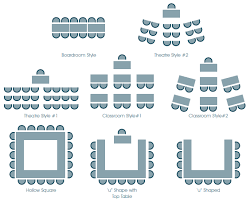 Boardroom Style
Theatre Style #2
Theatre Style #1
Classroom Style#1
Classroom Style#2
Hollow Square
'U' Shape with
Top Table
'U' Shaped